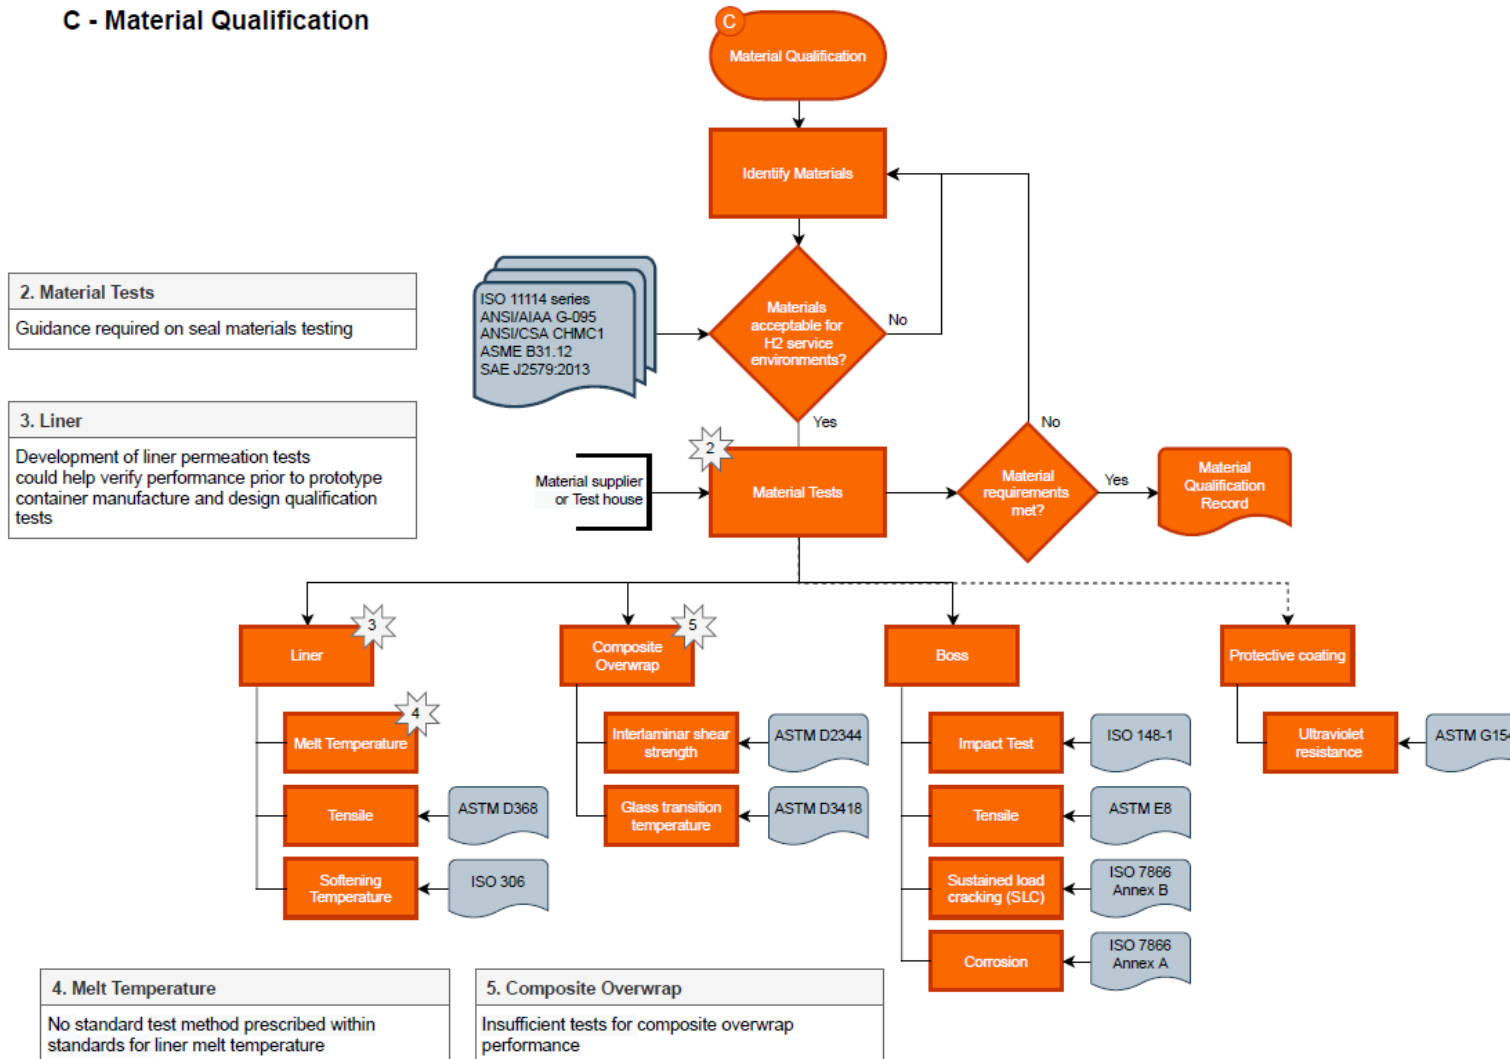 C - Material Qualification
C
Material Qualification
Identify Materials
2. Material Tests
Guidance required on seal materials testing
ISO 11114 series
ANSI/AIAA G-095
ANSI/CSA CHMC1
ASME B31.12
SAE J2579:2013
Materials
acceptable for
H2 service
environments?
No
Yes
3. Liner
Development of liner permeation tests
could help verify performance prior to prototype
container manufacture and design qualification
tests
Material supplier
or Test house
2
Material Tests
No
Material
requirements
met?
Yes
Material
Qualification
Record
3
Liner
5
Composite
Overwrap
Boss
Protective coating
4
Melt Temperature
Interlaminar shear
strength
ASTM D2344
Impact Test
ISO 148-1
Ultraviolet
resistance
ASTM G154
Tensile
ASTM D368
Glass transition
temperature
ASTM D3418
Tensile
ASTM E8
Softening
Temperature
ISO 306
Sustained load
cracking (SLC)
ISO 7866
Annex B
Corrosion
ISO 7866
Annex A
4. Melt Temperature
No standard test method prescribed within
standards for liner melt temperature
5. Composite Overwrap
Insufficient tests for composite overwrap
performance